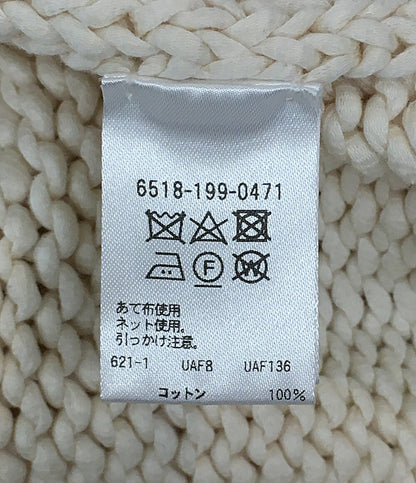 6518-199-0471
F W
あて布使用
ネット使用。
引っかけ注意。
621-1 UAF8 UAF136
コットン 100%